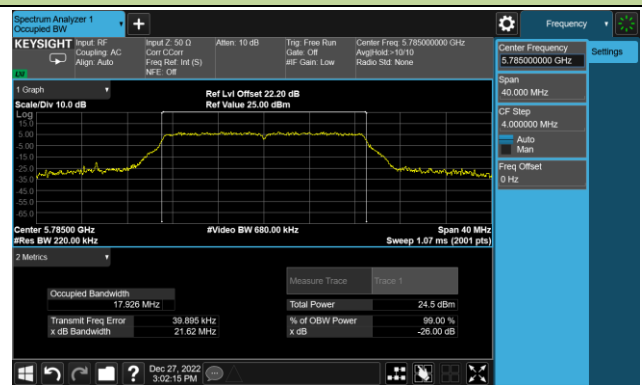 Spectrum Analyzer 1
Occupied BW
Frequency
KEYSIGHT
Input: RF
Coupling: AC
Align: Auto
Input Z: 50 Ω
Corr CCorr
Freq Ref: Int (S)
NFE: Off
Atten: 10 dB
Trig: Free Run
Gate: Off
#IF Gain: Low
Center Freq: 5.785000000 GHz
Avg|Hold:>10/10
Radio Std: None
Center Frequency
5.785000000 GHz
Settings
Span
40.000 MHz
CF Step
4.000000 MHz
Auto
Man
Freq Offset
0 Hz
1 Graph
Scale/Div 10.0 dB
Ref Lvl Offset 22.20 dB
Ref Value 25.00 dBm
Log
15.0
5.00
-5.00
-15.0
-25.0
-35.0
-45.0
-55.0
-65.0
Center 5.78500 GHz
#Res BW 220.00 kHz
#Video BW 680.00 kHz
Span 40 MHz
Sweep 1.07 ms (2001 pts)
2 Metrics
Measure Trace
Trace 1
Occupied Bandwidth
17.926 MHz
Total Power
24.5 dBm
Transmit Freq Error
39.895 kHz
% of OBW Power
99.00 %
x dB Bandwidth
21.62 MHz
x dB
-26.00 dB
?
Dec 27, 2022
3:02:15 PM